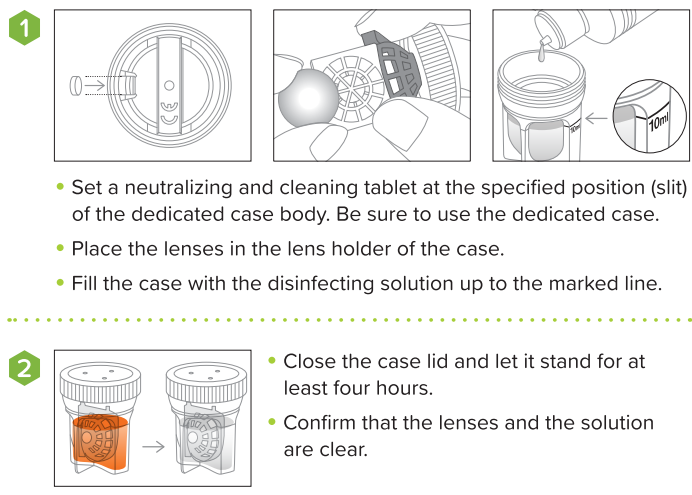 1
10ml
10ml
• Set a neutralizing and cleaning tablet at the specified position (slit)
of the dedicated case body. Be sure to use the dedicated case.
• Place the lenses in the lens holder of the case.
• Fill the case with the disinfecting solution up to the marked line.
2
• Close the case lid and let it stand for at
least four hours.
• Confirm that the lenses and the solution
are clear.